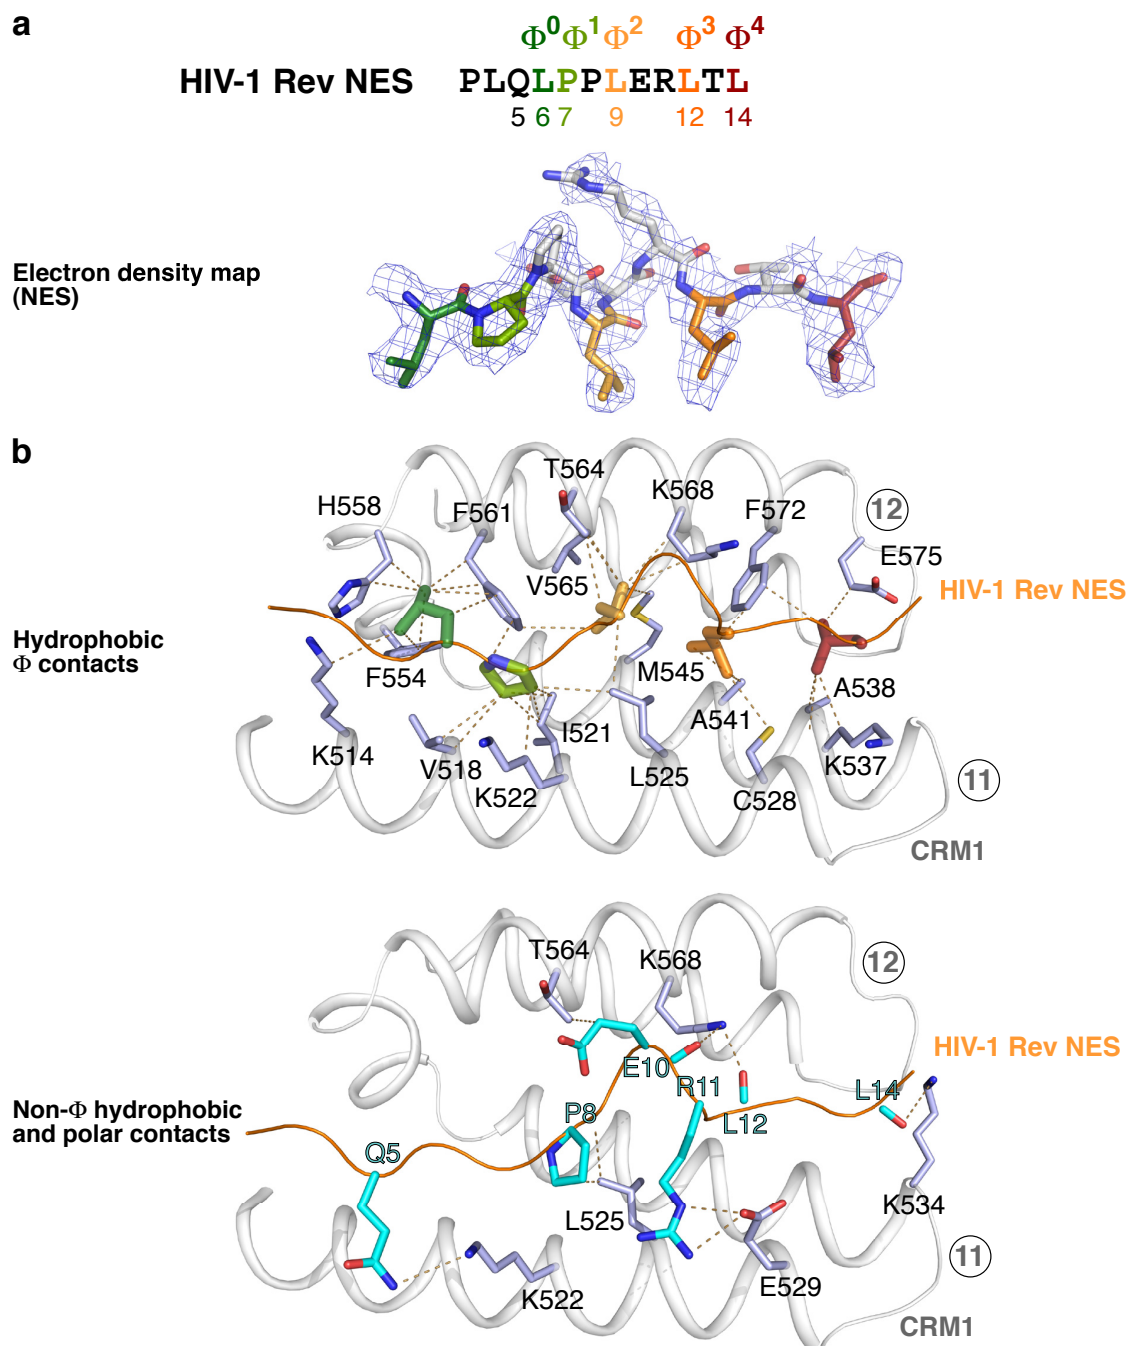 a
Φ0 Φ1 Φ2 Φ3 Φ4
HIV-1 Rev NES PLQLPPLERLTL
5 6 7 9 12 14
Electron density map
(NES)
b
T564
K568
H558
F561
F572
12
E575
V565
HIV-1 Rev NES
Hydrophobic
Φ contacts
F554
M545
A538
A541
I521
K514
V518
L525
K537
K522
C528
11
CRM1
T564
K568
12
HIV-1 Rev NES
E10
R11
L14
Non-Φ hydrophobic
and polar contacts
P8
L12
Q5
K534
L525
11
E529
K522
CRM1